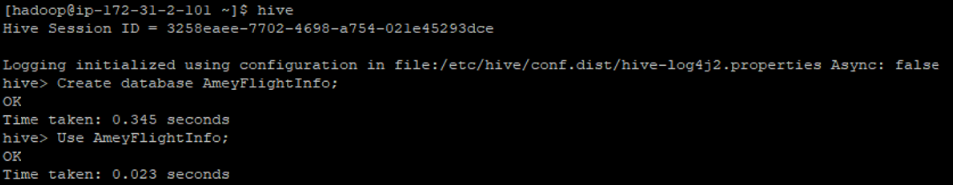 [hadoop@ip-172-31-2-101 ~]$ hive
Hive Session ID = 3258eaee-7702-4698-a754-021e45293dce
Logging initialized using configuration in file:/etc/hive/conf.dist/hive-log4j2.properties Async: false
hive> Create database AmeyFlightInfo;
OK
Time taken: 0.345 seconds
hive> Use AmeyFlightInfo;
OK
Time taken: 0.023 seconds